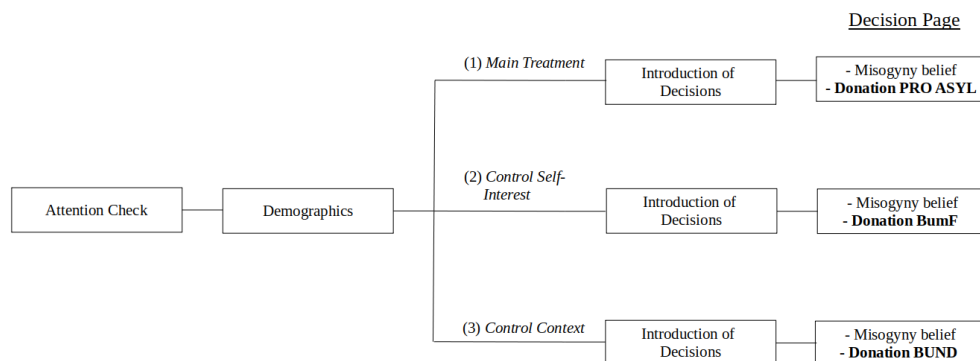 Decision Page
(1) Main Treatment
Introduction of
Decisions
- Misogyny belief
- Donation PRO ASYL
Attention Check
Demographics
(2) Control Self-
Interest
Introduction of
Decisions
- Misogyny belief
- Donation BumF
(3) Control Context
Introduction of
Decisions
- Misogyny belief
- Donation BUND